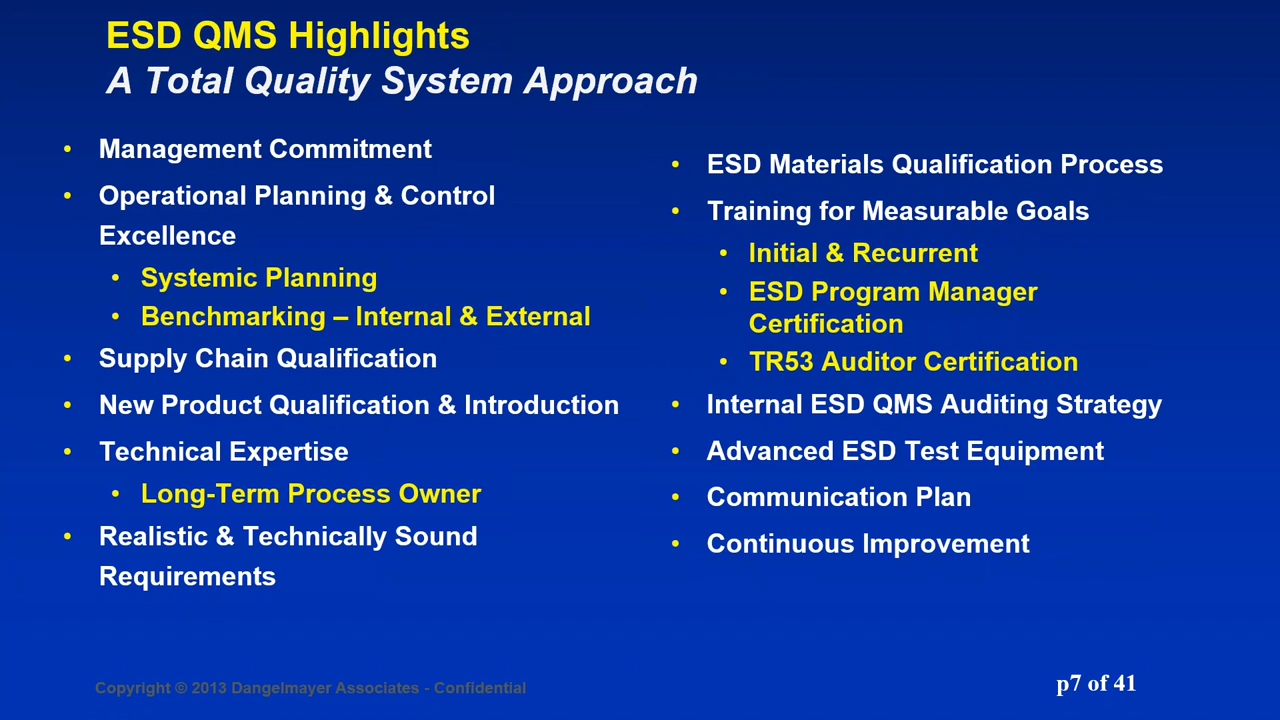 ESD QMS Highlights
A Total Quality System Approach
• Management Commitment
• Operational Planning & Control
Excellence
• Systemic Planning
• Benchmarking – Internal & External
• Supply Chain Qualification
• New Product Qualification & Introduction
• Technical Expertise
• Long-Term Process Owner
• Realistic & Technically Sound
Requirements
• ESD Materials Qualification Process
• Training for Measurable Goals
• Initial & Recurrent
• ESD Program Manager
Certification
• TR53 Auditor Certification
• Internal ESD QMS Auditing Strategy
• Advanced ESD Test Equipment
• Communication Plan
• Continuous Improvement
Copyright © 2013 Dangelmayer Associates - Confidential
p7 of 41